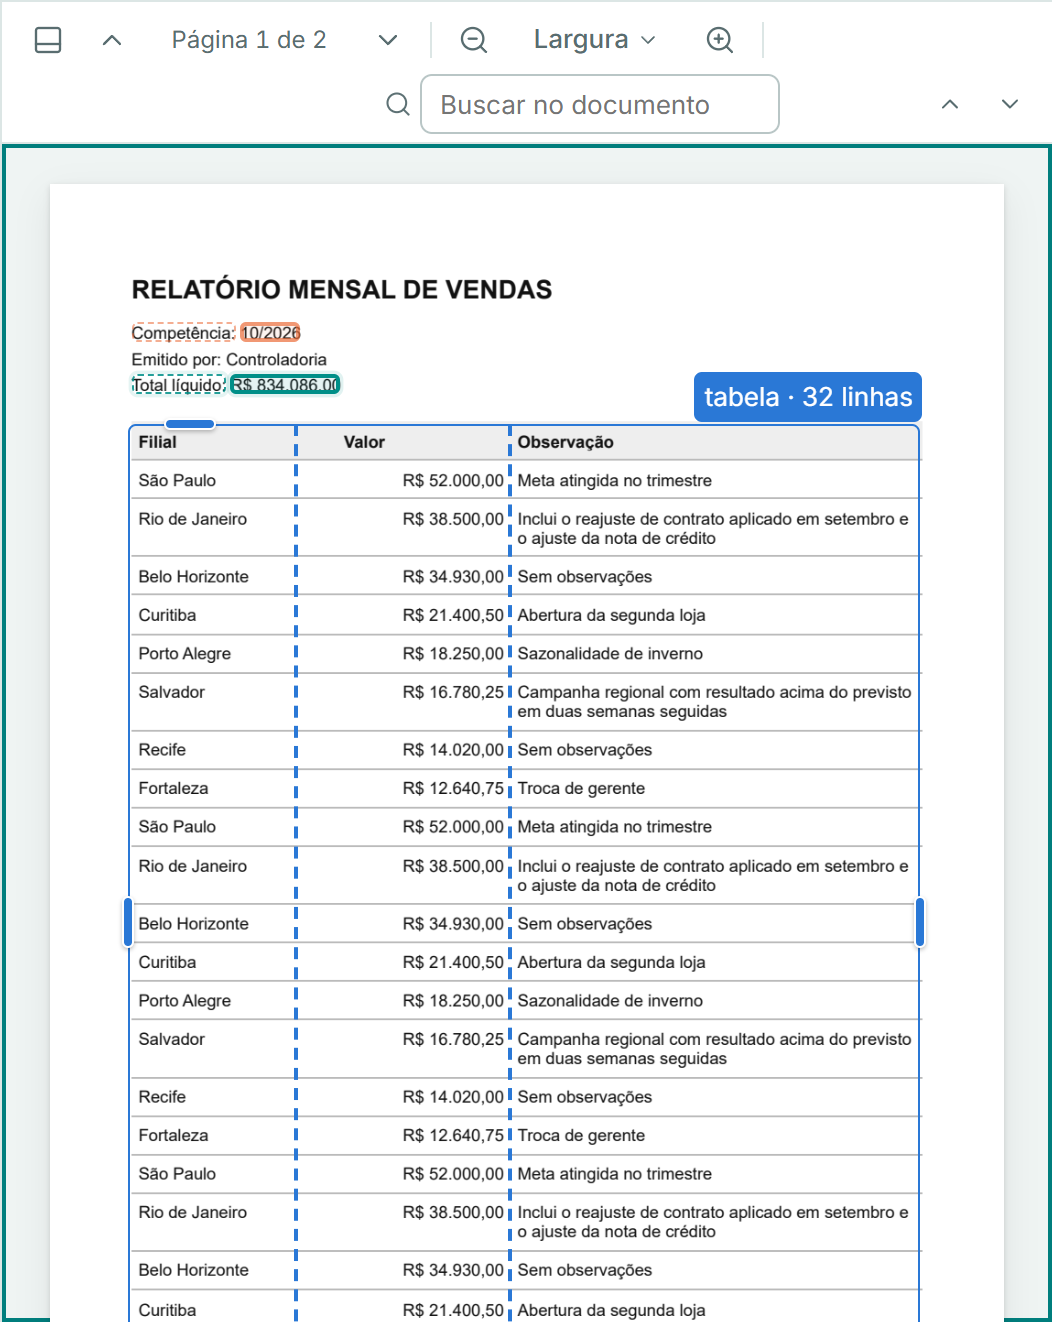 Página 1 de 2
Largura
Buscar no documento
RELATÓRIO MENSAL DE VENDAS
Competência: 10/2026
Emitido por: Controladoria
Total líquido: R$ 834.086,00
tabela · 32 linhas
Filial Valor Observação
São Paulo R$ 52.000,00 Meta atingida no trimestre
Rio de Janeiro R$ 38.500,00 Inclui o reajuste de contrato aplicado em setembro e
o ajuste da nota de crédito
Belo Horizonte R$ 34.930,00 Sem observações
Curitiba R$ 21.400,50 Abertura da segunda loja
Porto Alegre R$ 18.250,00 Sazonalidade de inverno
Salvador R$ 16.780,25 Campanha regional com resultado acima do previsto
em duas semanas seguidas
Recife R$ 14.020,00 Sem observações
Fortaleza R$ 12.640,75 Troca de gerente
São Paulo R$ 52.000,00 Meta atingida no trimestre
Rio de Janeiro R$ 38.500,00 Inclui o reajuste de contrato aplicado em setembro e
o ajuste da nota de crédito
Belo Horizonte R$ 34.930,00 Sem observações
Curitiba R$ 21.400,50 Abertura da segunda loja
Porto Alegre R$ 18.250,00 Sazonalidade de inverno
Salvador R$ 16.780,25 Campanha regional com resultado acima do previsto
em duas semanas seguidas
Recife R$ 14.020,00 Sem observações
Fortaleza R$ 12.640,75 Troca de gerente
São Paulo R$ 52.000,00 Meta atingida no trimestre
Rio de Janeiro R$ 38.500,00 Inclui o reajuste de contrato aplicado em setembro e
o ajuste da nota de crédito
Belo Horizonte R$ 34.930,00 Sem observações
Curitiba R$ 21.400,50 Abertura da segunda loja